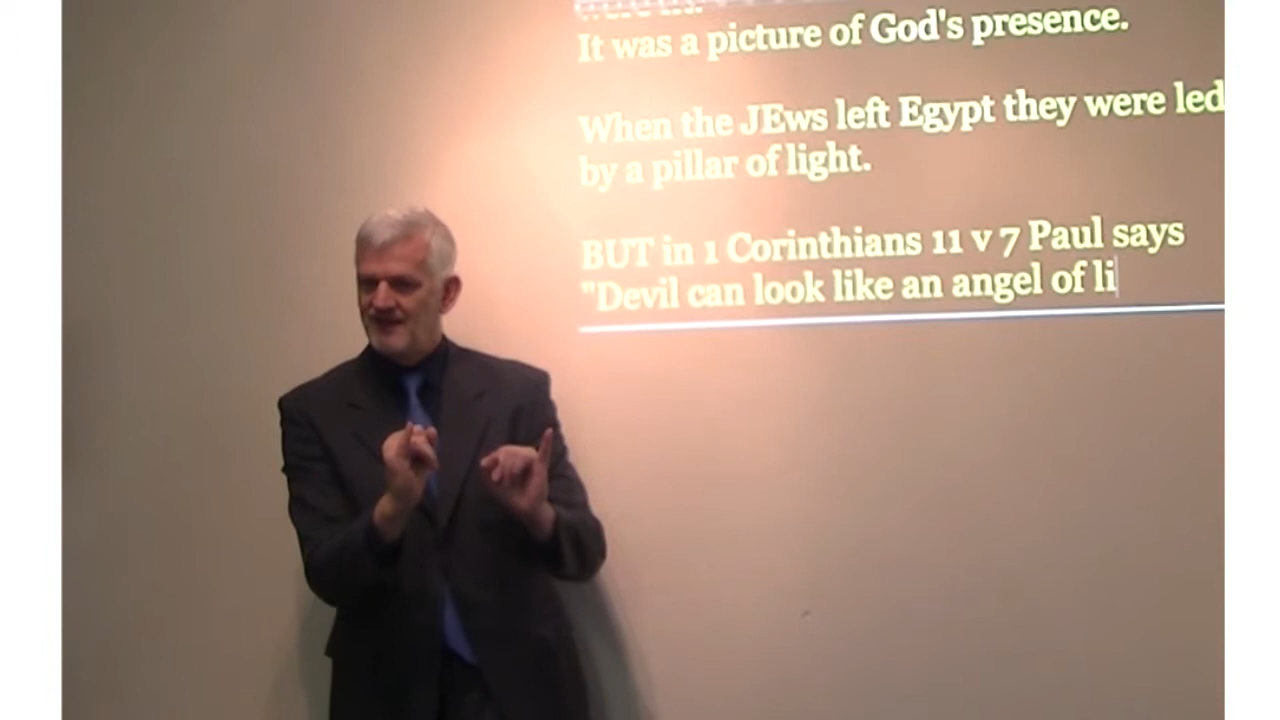 It was a picture of God's presence.
When the JEws left Egypt they were led
by a pillar of light.
BUT in 1 Corinthians 11 v 7 Paul says
"Devil can look like an angel of li